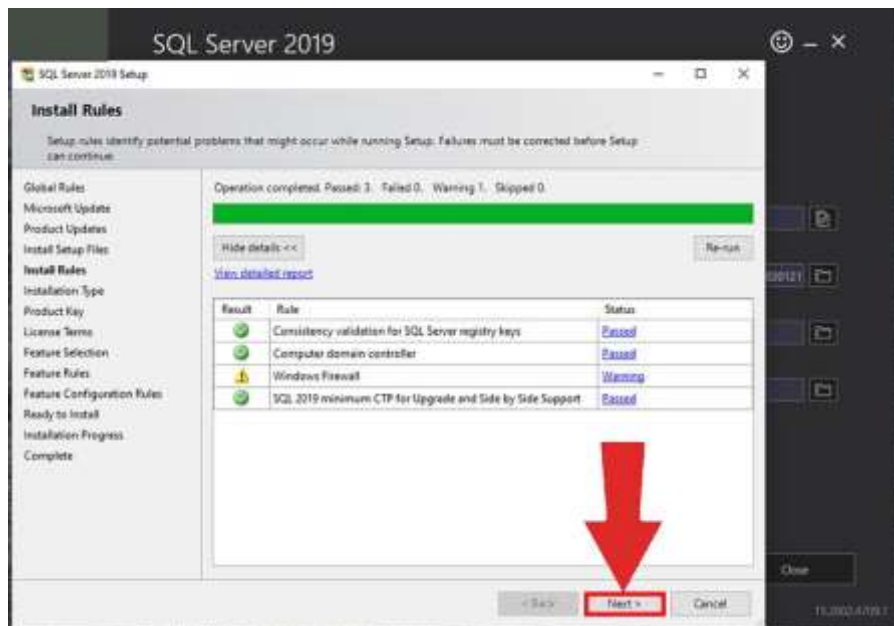 SQL Server 2019
SQL Server 2019 Setup
Install Rules
Setup rules identify potential problems that might occur while running Setup. Failures must be corrected before Setup
can continue.
Global Rules
Microsoft Update
Product Updates
Install Setup Files
Install Rules
Installation Type
Product Key
License Terms
Feature Selection
Feature Rules
Feature Configuration Rules
Ready to Install
Installation Progress
Complete
Operation completed. Passed: 3. Failed 0. Warning 1. Skipped 0.
Hide details <<
Re-run
View detailed report
Result Rule Status
Consistency validation for SQL Server registry keys Passed
Computer domain controller Passed
Windows Firewall Warning
SQL 2019 minimum CTP for Upgrade and Side by Side Support Passed
< Back Next > Cancel
Close